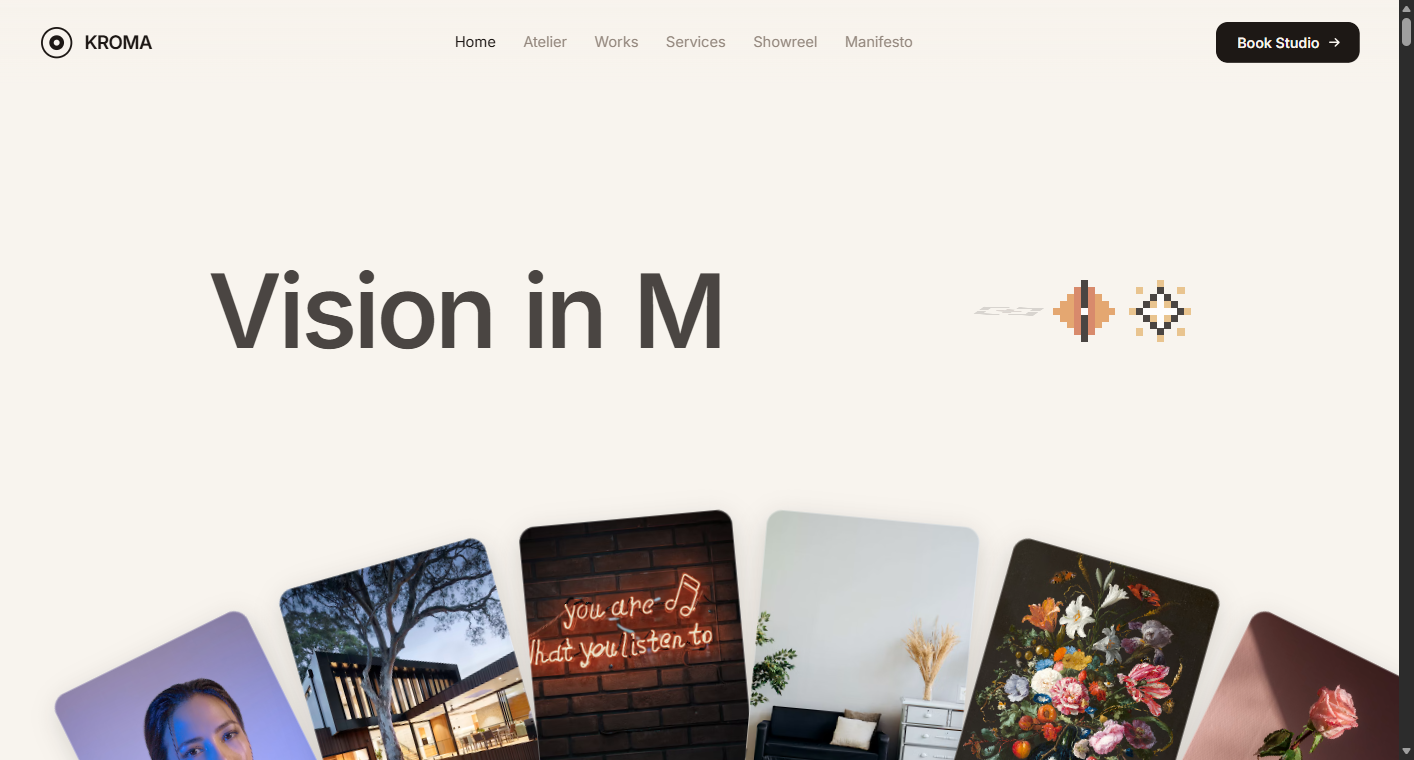 KROMA
Home
Atelier
Works
Services
Showreel
Manifesto
Book Studio →
Vision in M
you are
What you listen to